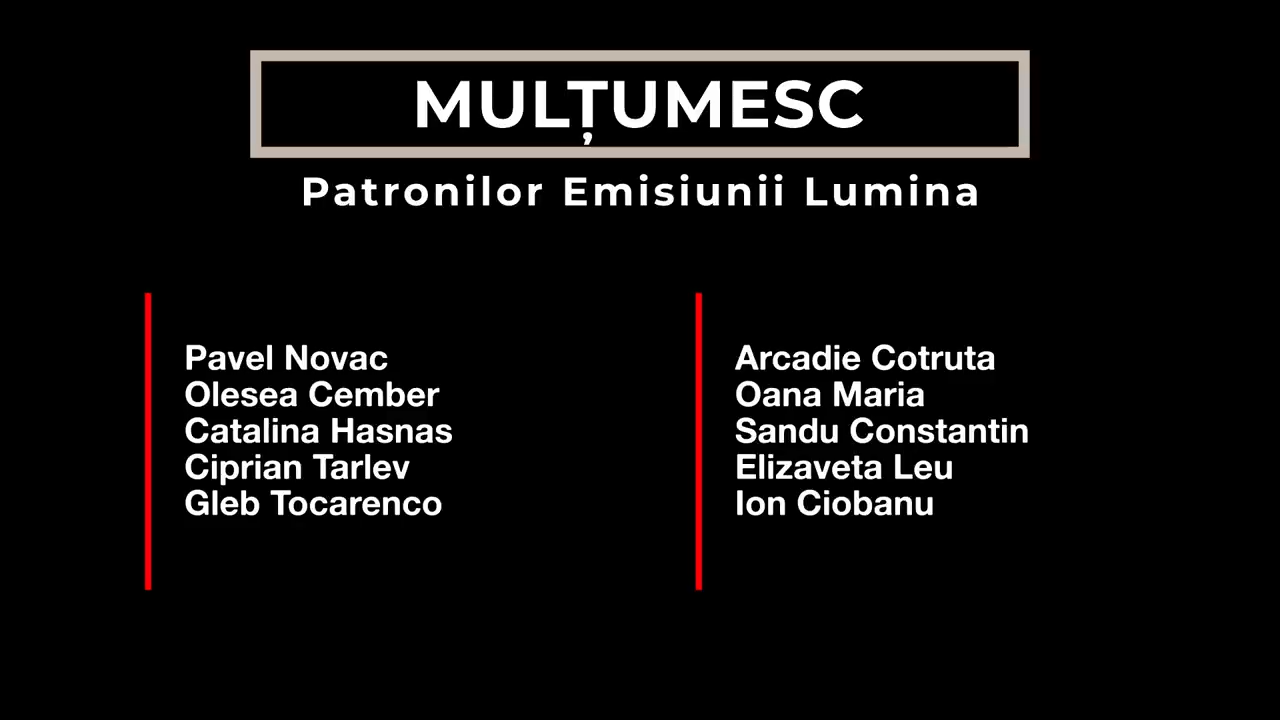 MULȚUMESC
Patronilor Emisiunii Lumina
Pavel Novac
Olesea Cember
Catalina Hasnas
Ciprian Tarlev
Gleb Tocarenco
Arcadie Cotruta
Oana Maria
Sandu Constantin
Elizaveta Leu
Ion Ciobanu